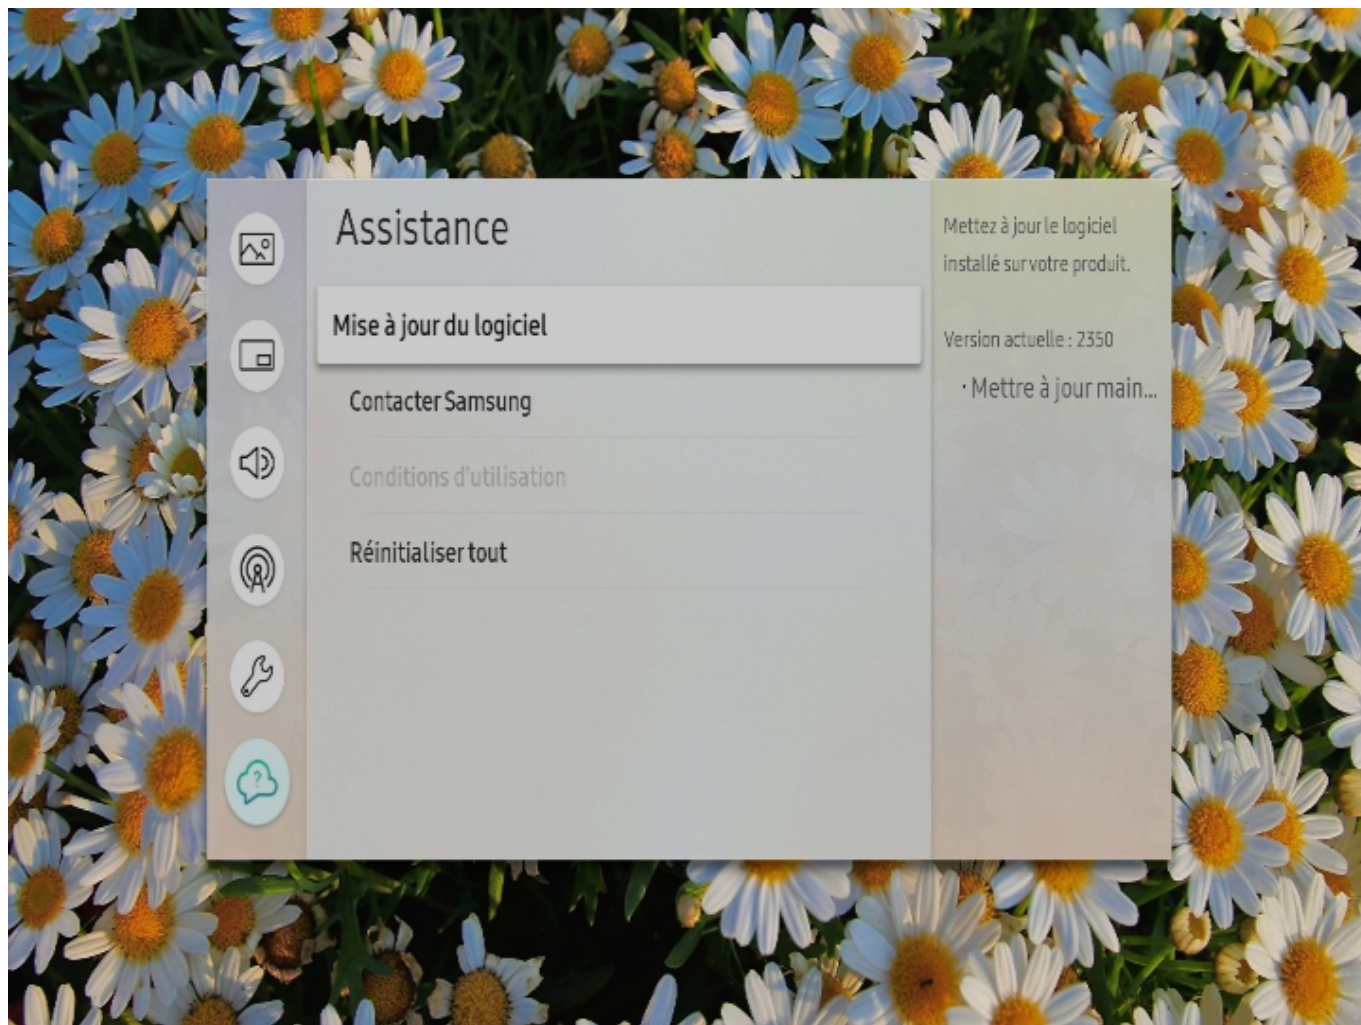 Assistance
Mise à jour du logiciel
Contacter Samsung
Conditions d'utilisation
Réinitialiser tout
Mettez à jour le logiciel
installé sur votre produit.
Version actuelle : 2350
· Mettre à jour main...